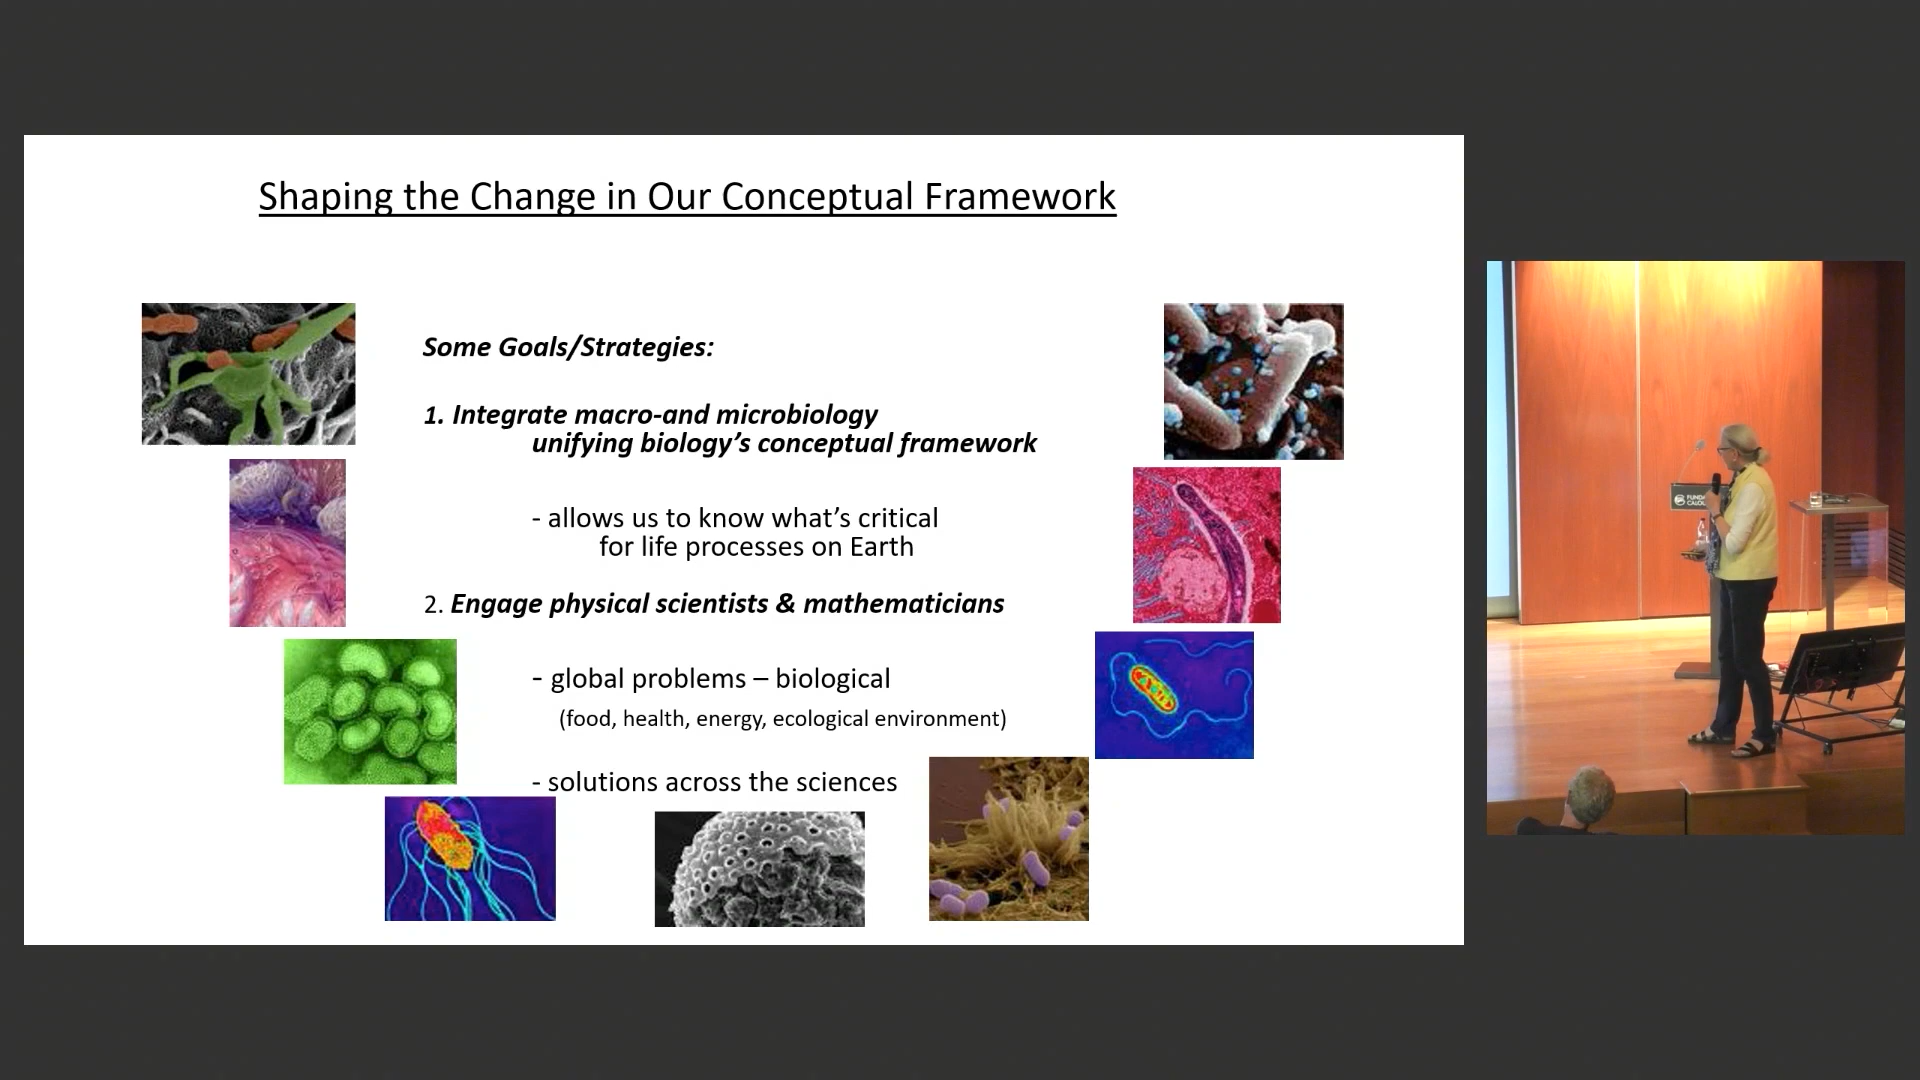 Shaping the Change in Our Conceptual Framework
Some Goals/Strategies:
1. Integrate macro-and microbiology
unifying biology’s conceptual framework
- allows us to know what’s critical
for life processes on Earth
2. Engage physical scientists & mathematicians
- global problems – biological
(food, health, energy, ecological environment)
- solutions across the sciences